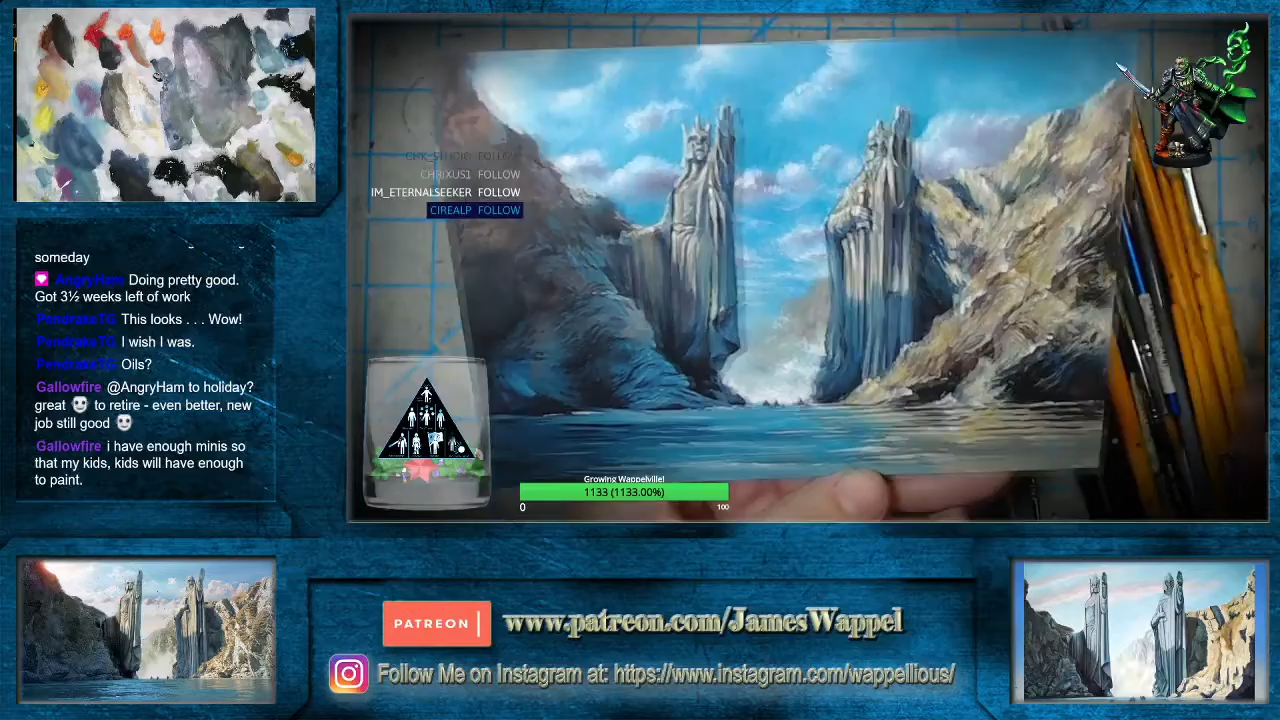 someday
AngryHam Doing pretty good.
Got 3½ weeks left of work
PendrakeTG This looks . . . Wow!
PendrakeTG I wish I was.
PendrakeTG Oils?
Gallowfire @AngryHam to holiday?
great to retire - even better, new
job still good
Gallowfire i have enough minis so
that my kids, kids will have enough
to paint.
FOLLOW
CHRIXUS1 FOLLOW
IM_ETERNALSEEKER FOLLOW
CIREALP FOLLOW
Growing Wappelville!
1133 (1133.00%)
0
100
PATREON
www.patreon.com/JamesWappel
Follow Me on Instagram at: https://www.instagram.com/wappellious/